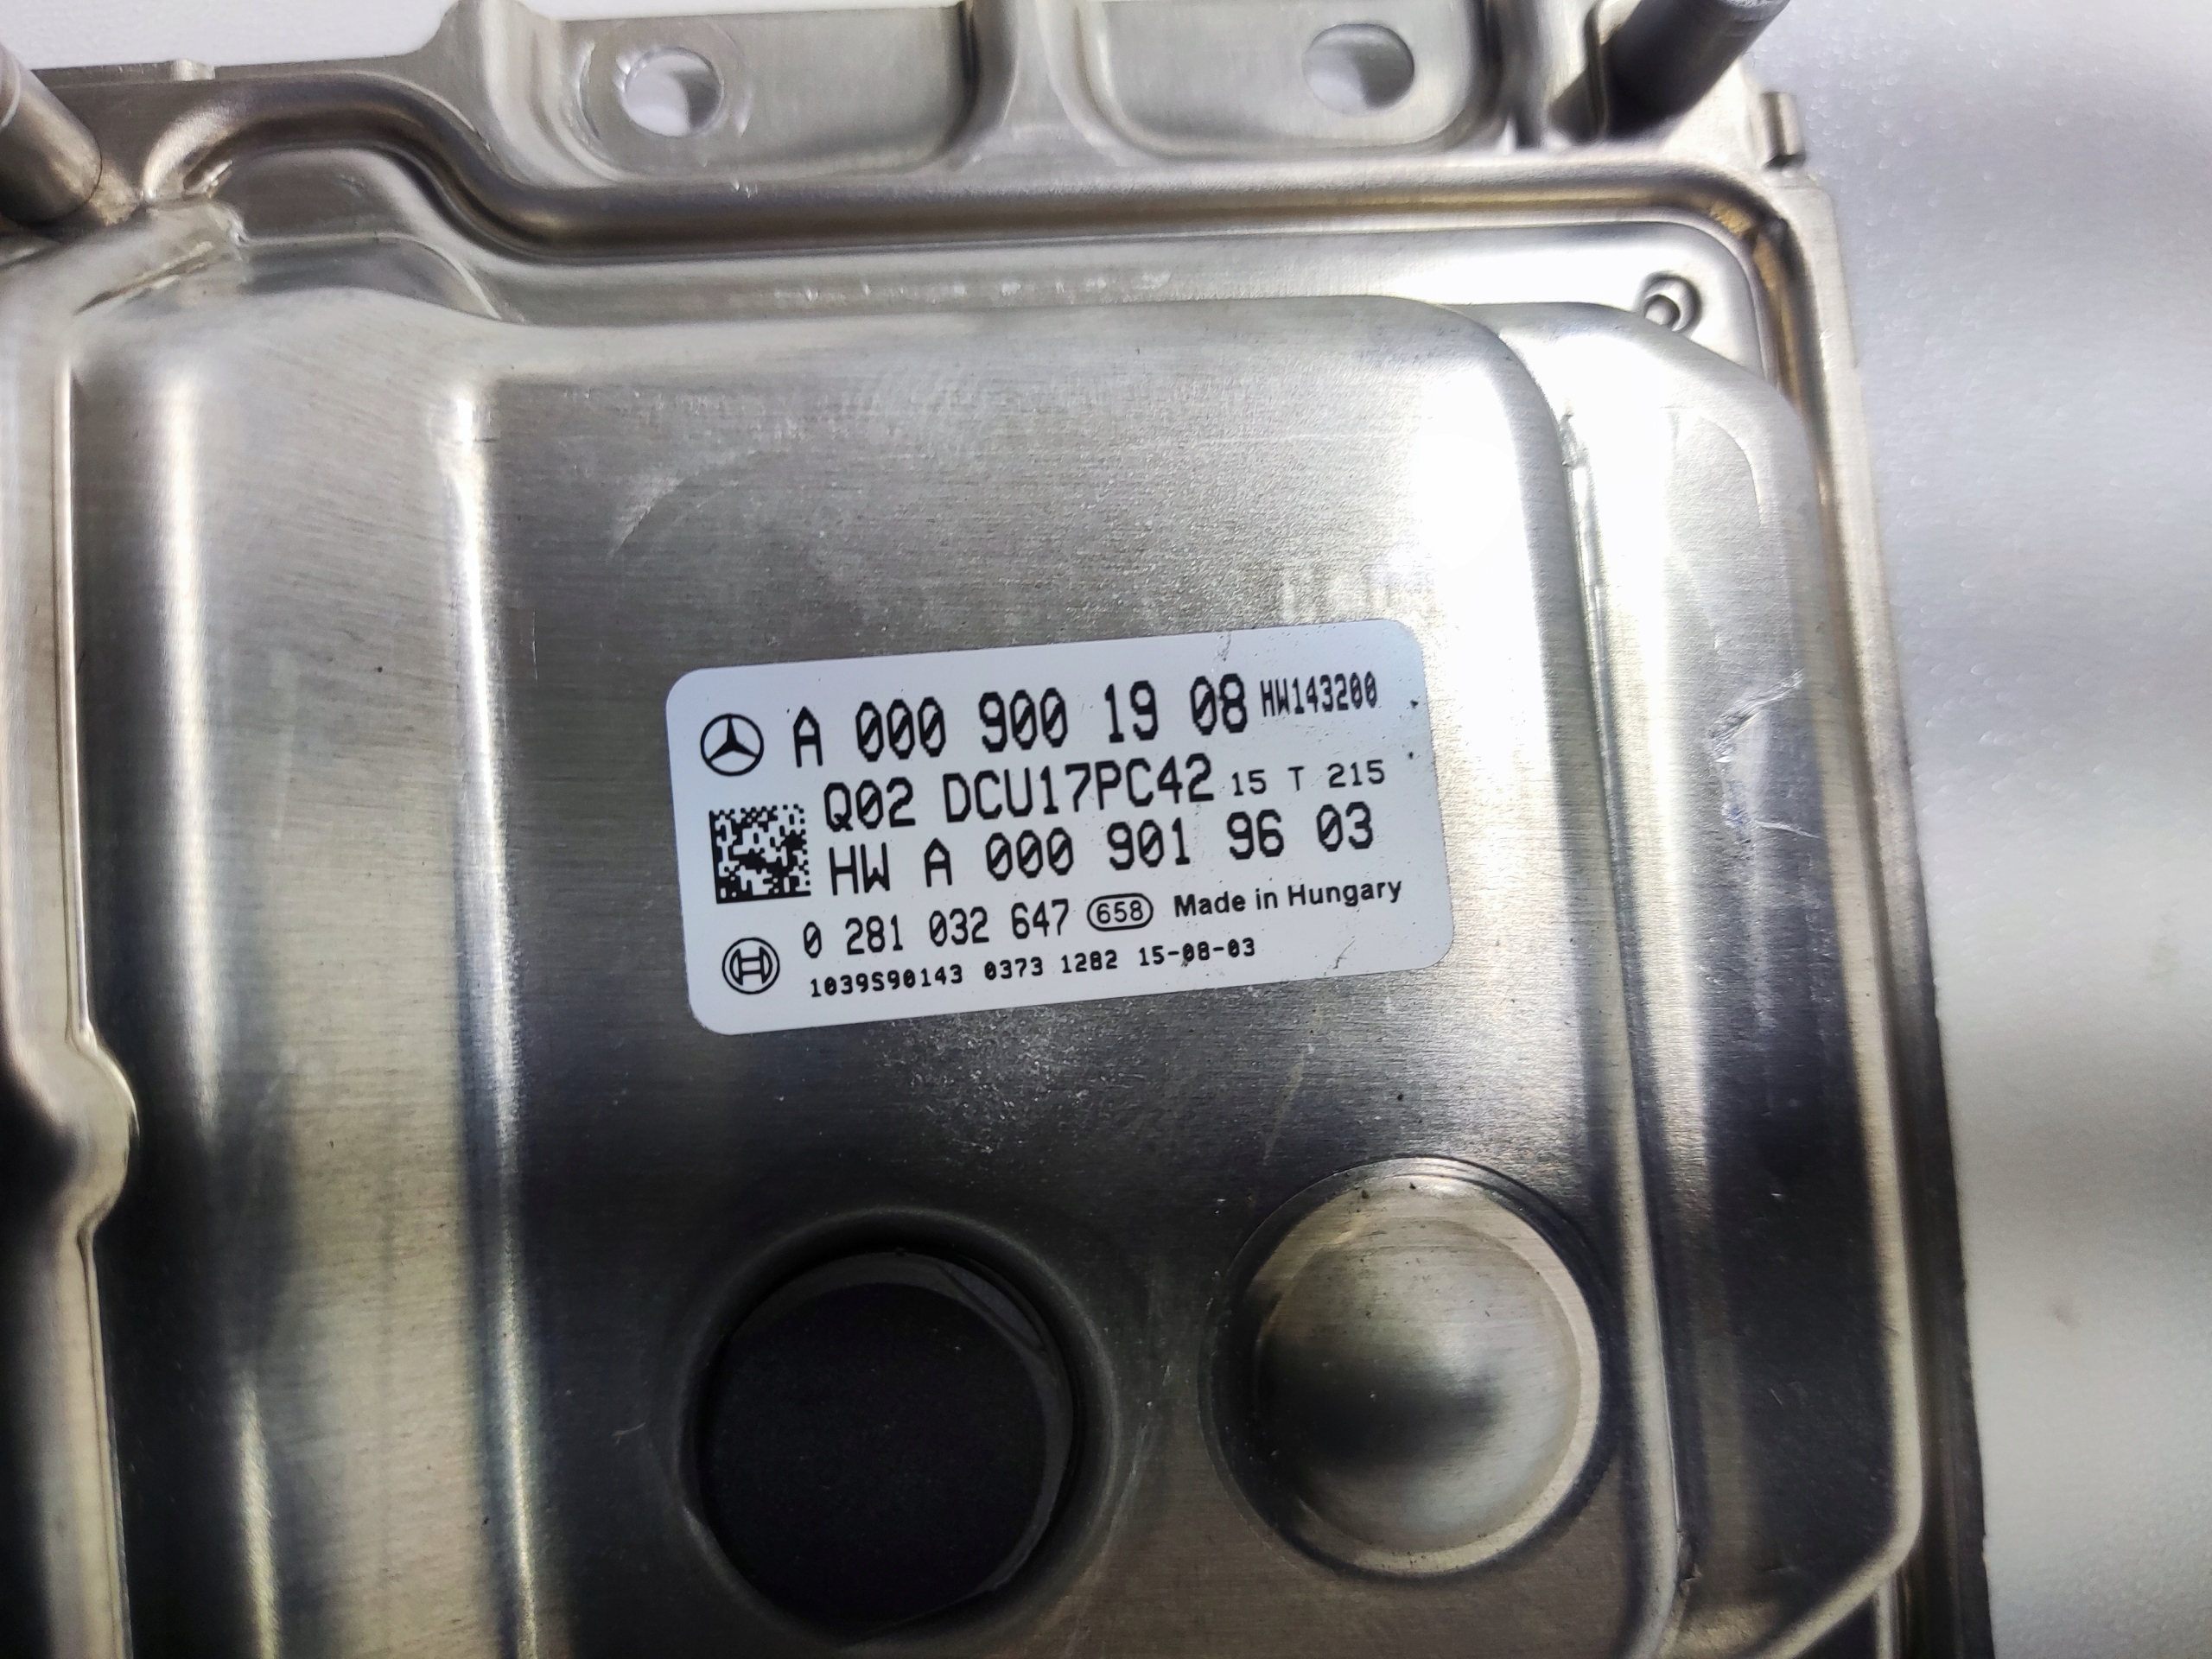 A 000 900 19 08 HW143200
Q02 DCU17PC42 15 T 215
HW A 000 901 96 03
0 281 032 647 658 Made in Hungary
1039S90143 0373 1282 15-08-03